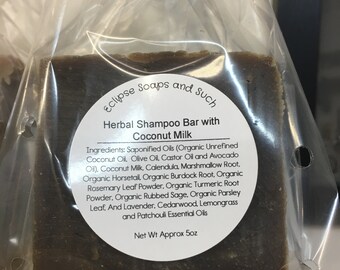 Eclipse Soaps and Such
Herbal Shampoo Bar with
Coconut Milk
Ingredients: Saponified Oils (Organic Unrefined
Coconut Oil, Olive Oil, Castor Oil and Avocado
Oil), Coconut Milk, Calendula, Marshmallow Root,
Organic Horsetail, Organic Burdock Root, Organic
Rosemary Leaf Powder, Organic Turmeric Root
Powder, Organic Rubbed Sage, Organic Parsley
Leaf, And Lavender, Cedarwood, Lemongrass
and Patchouli Essential Oils
Net Wt Approx 5oz